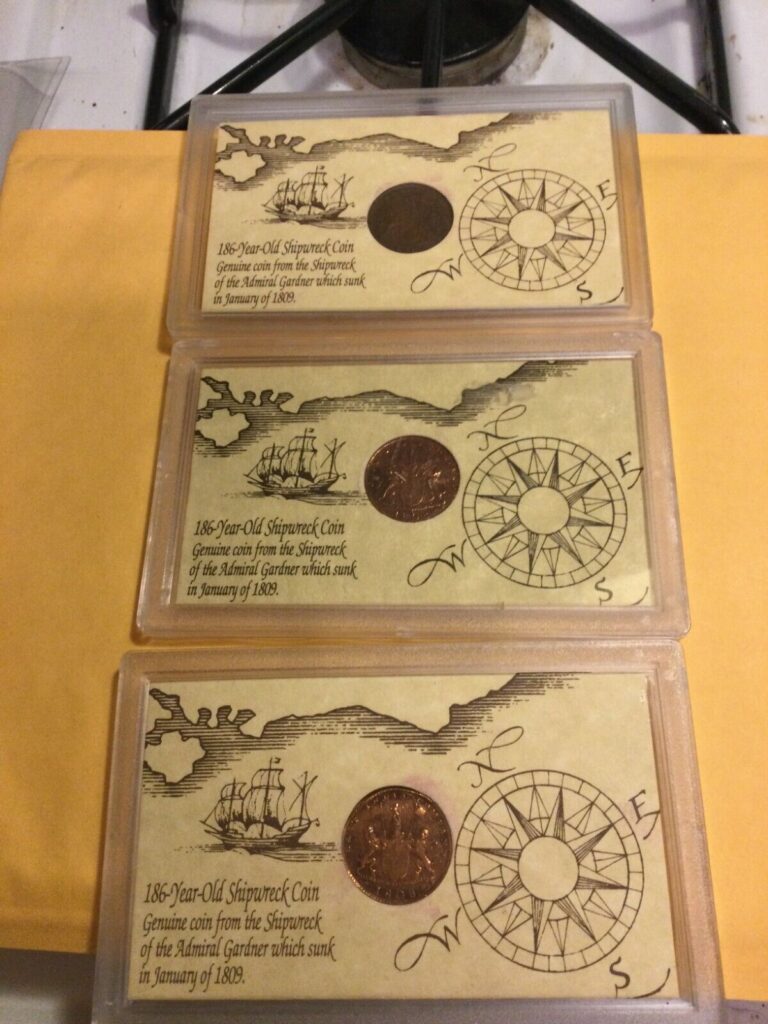 N
E
186-Year-Old Shipwreck Coin
Genuine coin from the Shipwreck
of the Admiral Gardner which sunk
in January of 1809.
W
S
N
E
186-Year-Old Shipwreck Coin
Genuine coin from the Shipwreck
of the Admiral Gardner which sunk
in January of 1809.
W
S
N
E
186-Year-Old Shipwreck Coin
Genuine coin from the Shipwreck
of the Admiral Gardner which sunk
in January of 1809.
W
S